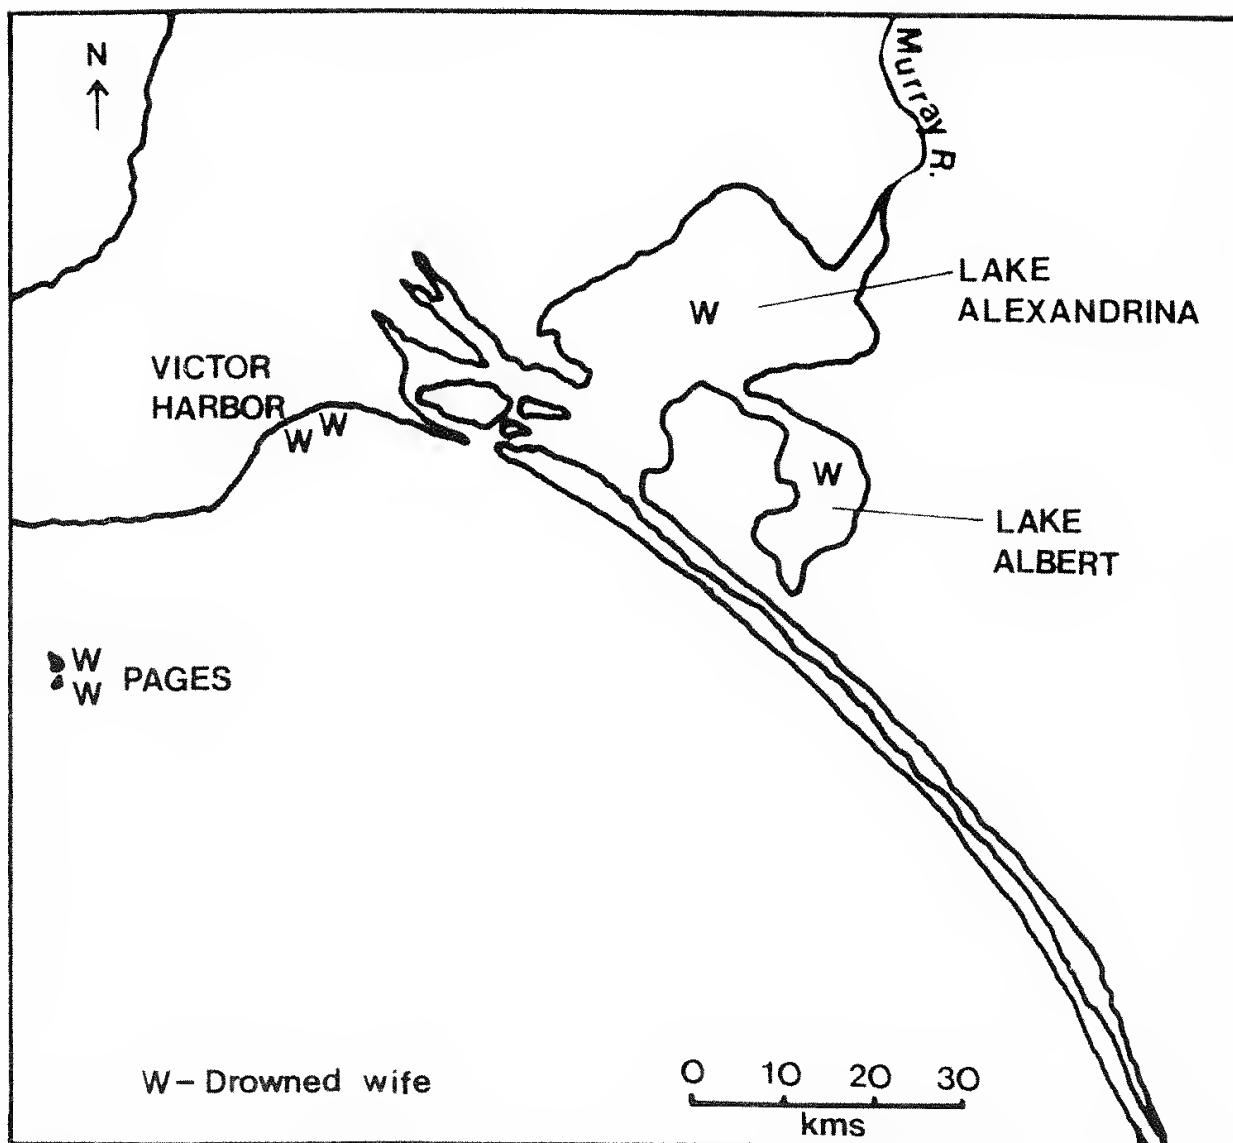 N
Murray R.
LAKE
ALEXANDRINA
W
VICTOR
HARBOR
W W
W
LAKE
ALBERT
W
W PAGES
W – Drowned wife
0 10 20 30
kms